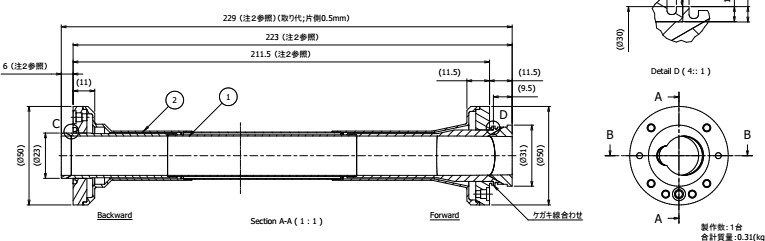 229 (注2参照)(取り代;片側0.5mm)
223 (注2参照)
211.5 (注2参照)
6 (注2参照)
(11)
(11.5)
(11.5)
(9.5)
2
1
C
D
(Ø50)
(Ø23)
(Ø31)
(Ø50)
Backward
Section A-A ( 1 : 1 )
Forward
ケガキ線合わせ
(Ø30)
Detail D ( 4:: 1 )
A
B
B
A
製作数: 1台
合計質量: 0.31(kg